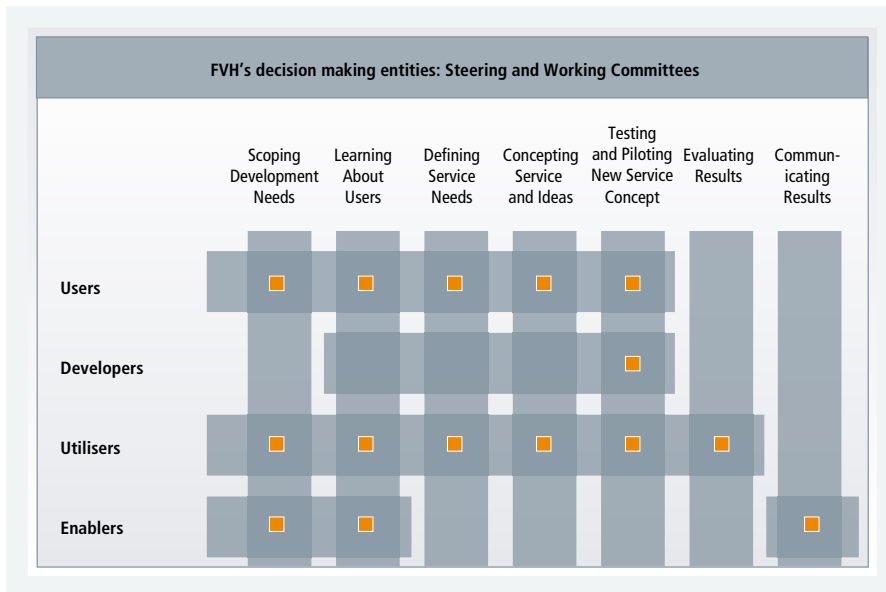 FVH's decision making entities: Steering and Working Committees
Scoping
Development
Needs
Learning
About
Users
Defining
Service
Needs
Concepting
Service
and Ideas
Testing
and Piloting
New Service
Concept
Evaluating
Results
Commun-
icating
Results
Users
Developers
Utilisers
Enablers